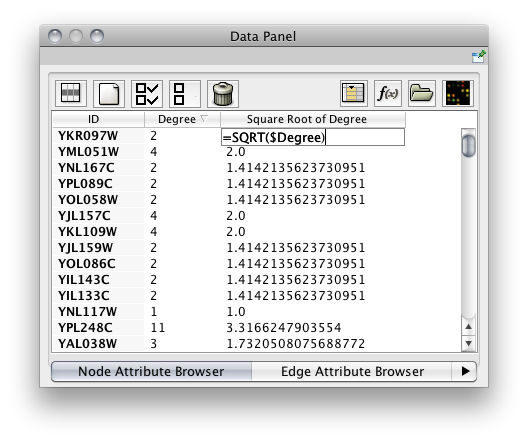 Data Panel
f(x)
ID Degree Square Root of Degree
YKR097W 2 =SQRT($Degree)
YML051W 4 2.0
YNL167C 2 1.4142135623730951
YPL089C 2 1.4142135623730951
YOL058W 2 1.4142135623730951
YJL157C 4 2.0
YKL109W 4 2.0
YJL159W 2 1.4142135623730951
YOL086C 2 1.4142135623730951
YIL143C 2 1.4142135623730951
YIL133C 2 1.4142135623730951
YNL117W 1 1.0
YPL248C 11 3.3166247903554
YAL038W 3 1.7320508075688772
Node Attribute Browser Edge Attribute Browser